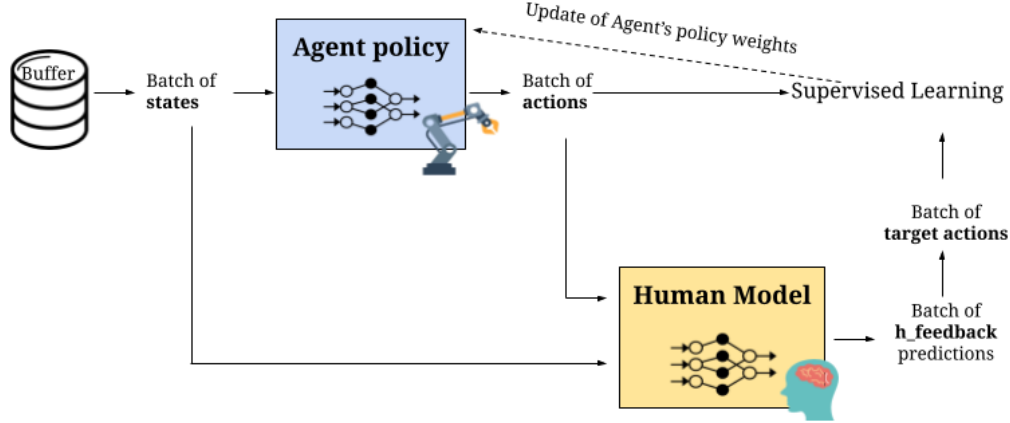 Update of Agent's policy weights
Buffer
Batch of
states
Agent policy
Batch of
actions
Supervised Learning
Batch of
target actions
Human Model
Batch of
h_feedback
predictions